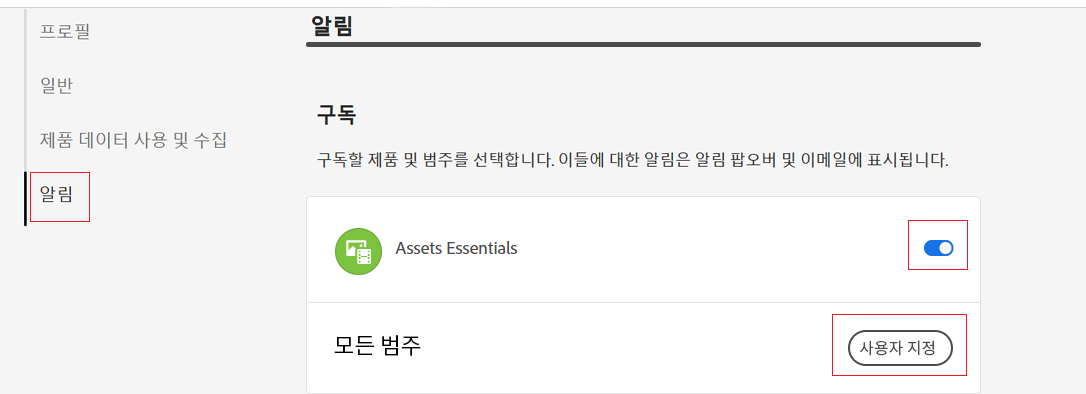 프로필
일반
제품 데이터 사용 및 수집
알림
알림
구독
구독할 제품 및 범주를 선택합니다. 이들에 대한 알림은 알림 팝오버 및 이메일에 표시됩니다.
Assets Essentials
모든 범주
사용자 지정